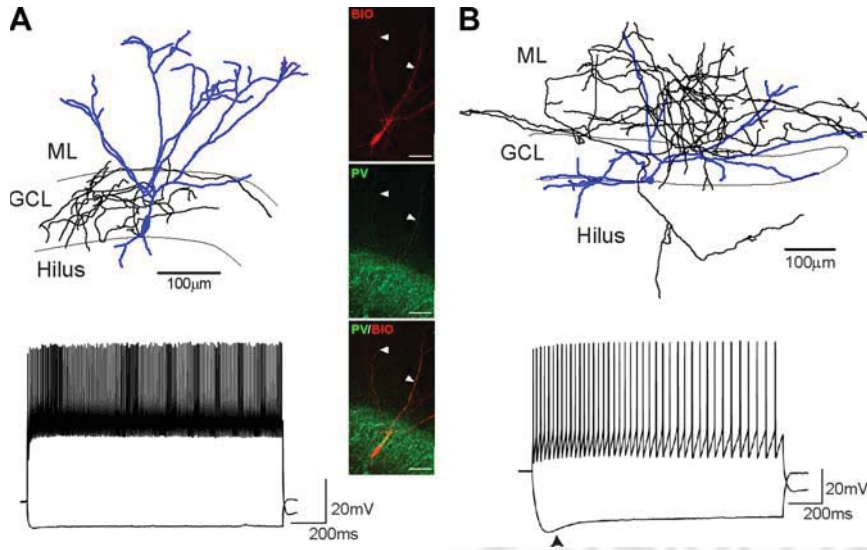 A
BIO
ML
GCL
Hilus
100μm
PV
PV/BIO
20mV
200ms
B
ML
GCL
Hilus
100μm
20mV
200ms